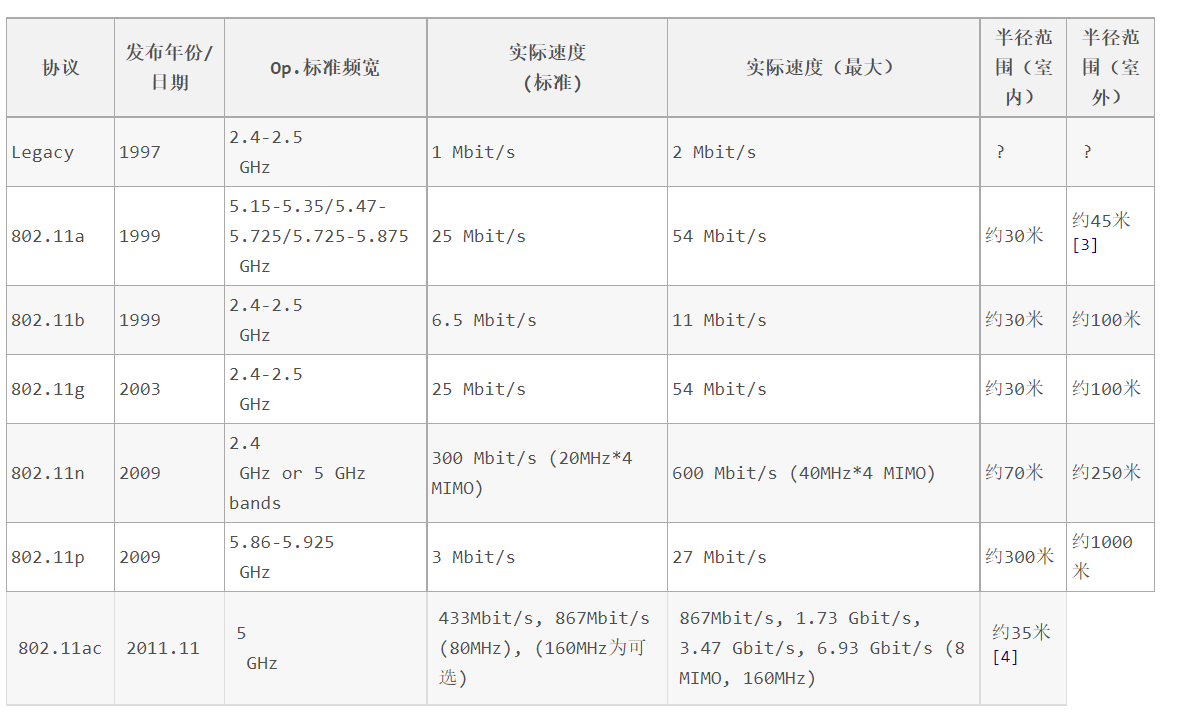 协议
发布年份/
日期
Op.标准频宽
实际速度
(标准)
实际速度（最大）
半径范
围（室
内）
半径范
围（室
外）
Legacy
1997
2.4-2.5
GHz
1 Mbit/s
2 Mbit/s
?
?
802.11a
1999
5.15-5.35/5.47-
5.725/5.725-5.875
GHz
25 Mbit/s
54 Mbit/s
约30米
约45米
[3]
802.11b
1999
2.4-2.5
GHz
6.5 Mbit/s
11 Mbit/s
约30米
约100米
802.11g
2003
2.4-2.5
GHz
25 Mbit/s
54 Mbit/s
约30米
约100米
802.11n
2009
2.4
GHz or 5 GHz
bands
300 Mbit/s (20MHz*4
MIMO)
600 Mbit/s (40MHz*4 MIMO)
约70米
约250米
802.11p
2009
5.86-5.925
GHz
3 Mbit/s
27 Mbit/s
约300米
约1000
米
802.11ac
2011.11
5
GHz
433Mbit/s, 867Mbit/s
(80MHz), (160MHz为可
选)
867Mbit/s, 1.73 Gbit/s,
3.47 Gbit/s, 6.93 Gbit/s (8
MIMO, 160MHz)
约35米
[4]